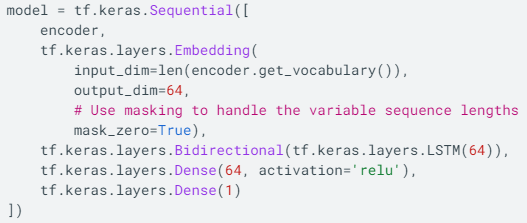 model = tf.keras.Sequential([
    encoder,
    tf.keras.layers.Embedding(
        input_dim=len(encoder.get_vocabulary()),
        output_dim=64,
        # Use masking to handle the variable sequence lengths
        mask_zero=True),
    tf.keras.layers.Bidirectional(tf.keras.layers.LSTM(64)),
    tf.keras.layers.Dense(64, activation='relu'),
    tf.keras.layers.Dense(1)
])